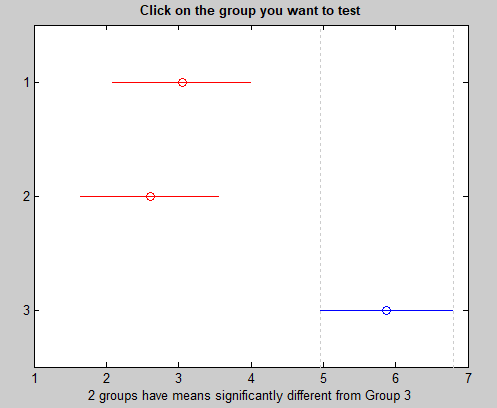 Click on the group you want to test
1
2
3
1 2 3 4 5 6 7
2 groups have means significantly different from Group 3